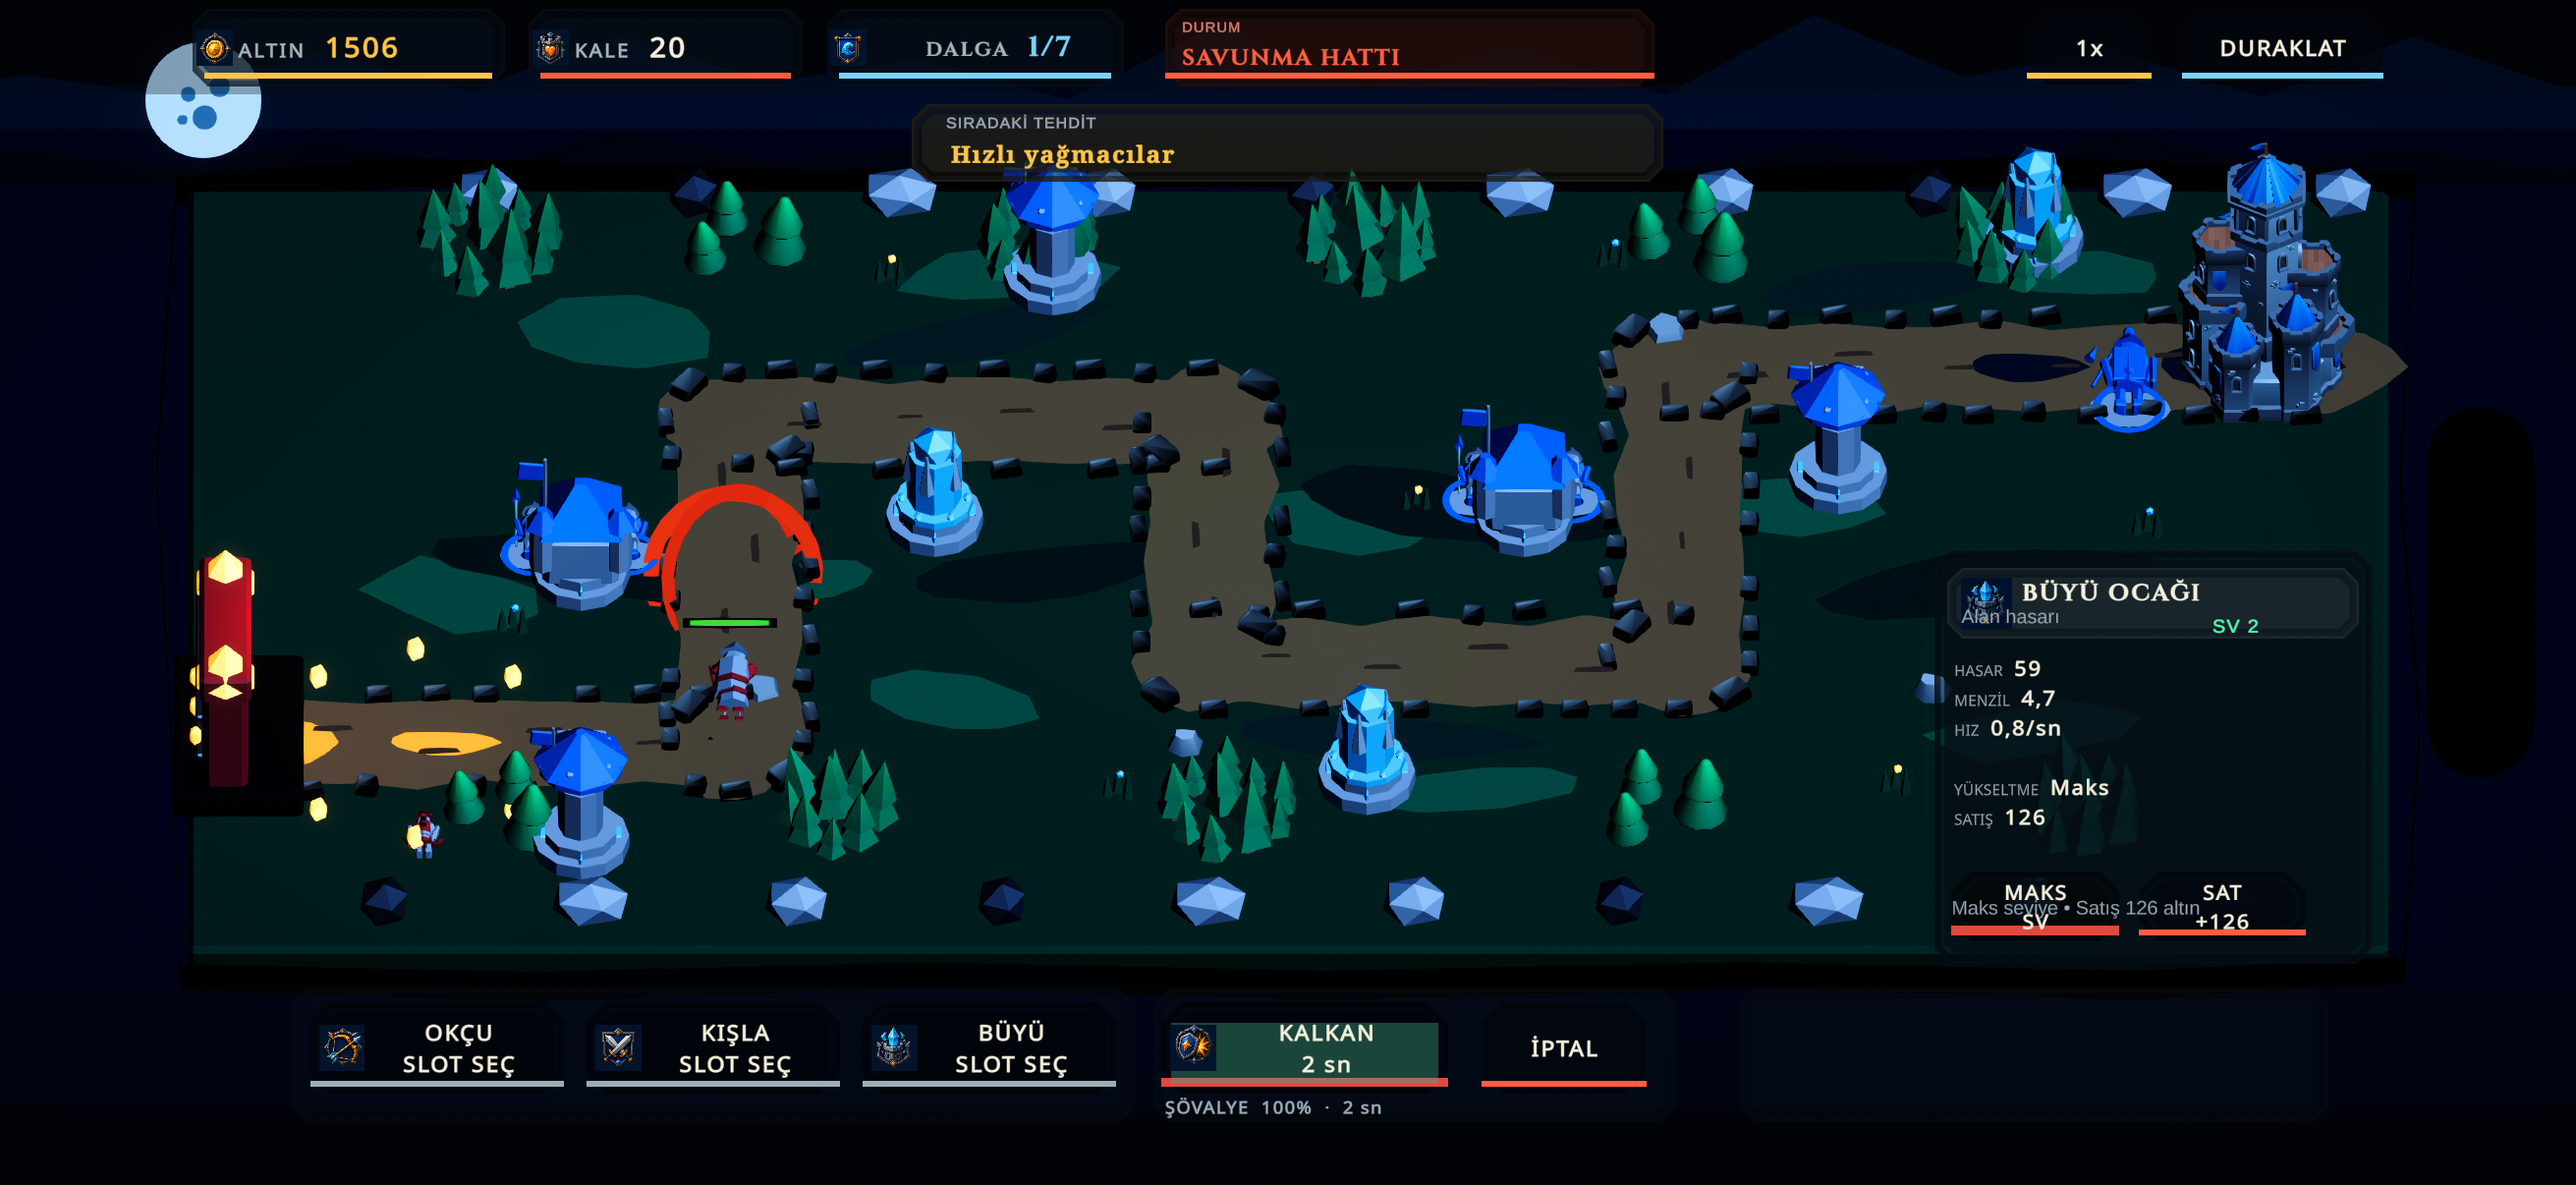 ALTIN 1506
KALE 20
DALGA 1/7
DURUM
SAVUNMA HATTI
1x
DURAKLAT
SIRADAKİ TEHDİT
Hızlı yağmacılar
BÜYÜ OCAĞI
Alan hasarı
SV 2
HASAR 59
MENZİL 4,7
HIZ 0,8/sn
YÜKSELTME Maks
SATIŞ 126
MAKS
SV
SAT
+126
Maks seviye • Satış 126 altın
OKÇU
SLOT SEÇ
KIŞLA
SLOT SEÇ
BÜYÜ
SLOT SEÇ
KALKAN
2 sn
İPTAL
ŞÖVALYE 100% · 2 sn